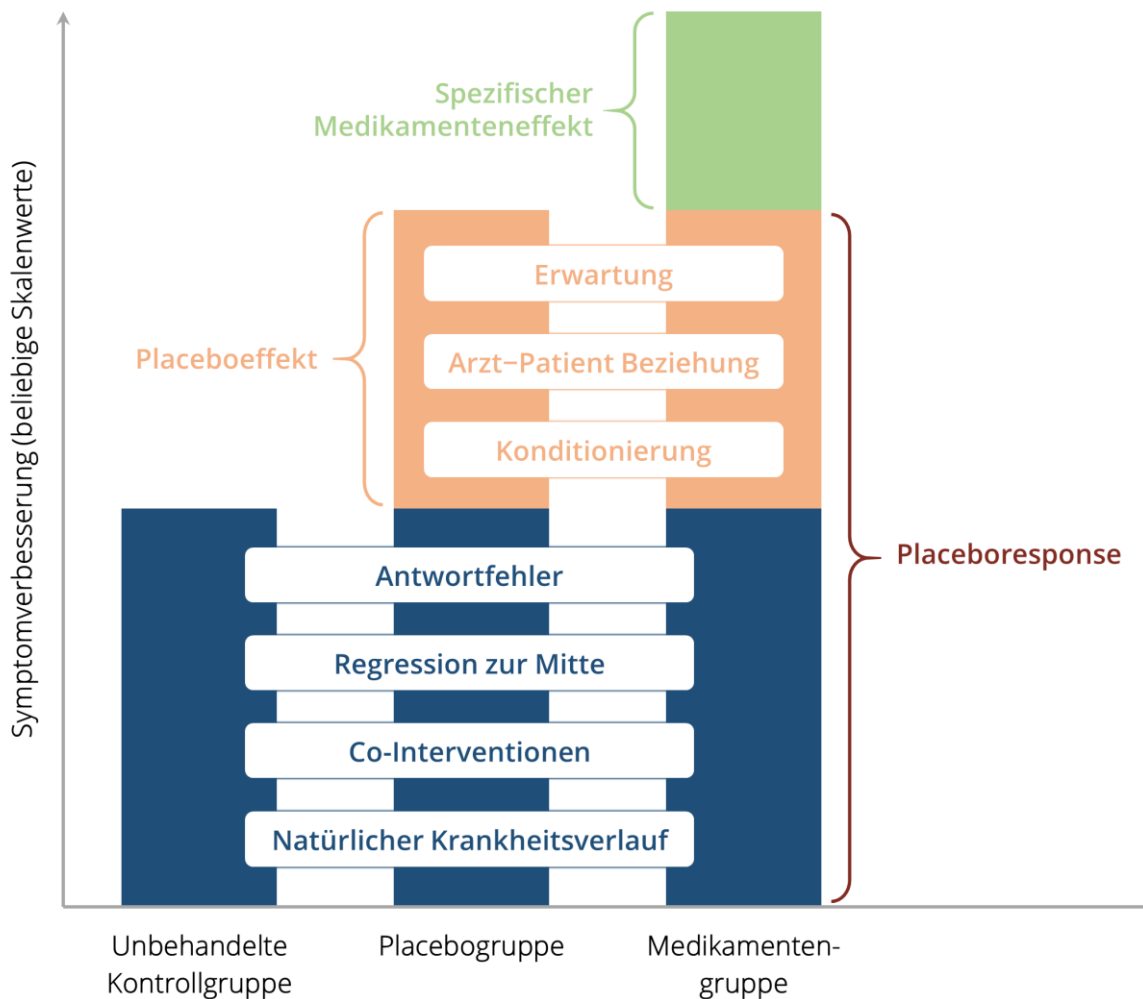 Symptomverbesserung (beliebige Skalenwerte)
Spezifischer
Medikamenteneffekt
Erwartung
Placeboeffekt
Arzt–Patient Beziehung
Konditionierung
Placeboresponse
Antwortfehler
Regression zur Mitte
Co-Interventionen
Natürlicher Krankheitsverlauf
Unbehandelte
Kontrollgruppe
Placebogruppe
Medikamenten-
gruppe